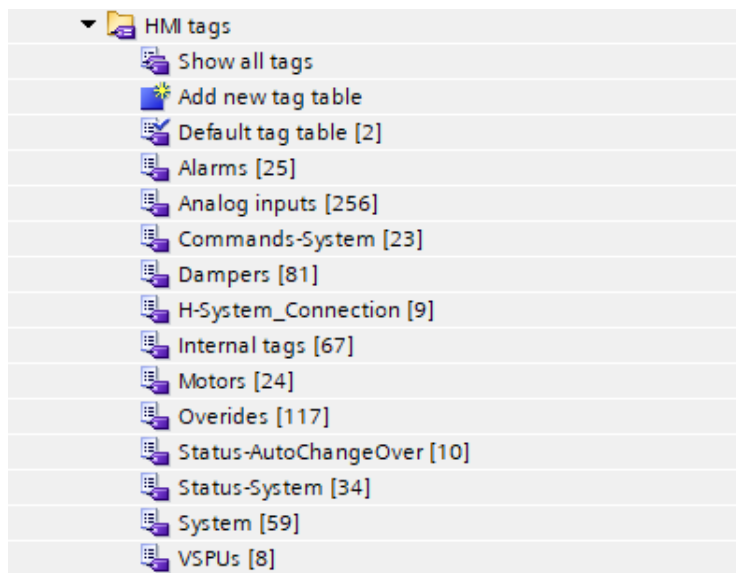 HMI tags
Show all tags
Add new tag table
Default tag table [2]
Alarms [25]
Analog inputs [256]
Commands-System [23]
Dampers [81]
H-System_Connection [9]
Internal tags [67]
Motors [24]
Overides [117]
Status-AutoChangeOver [10]
Status-System [34]
System [59]
VSPUs [8]